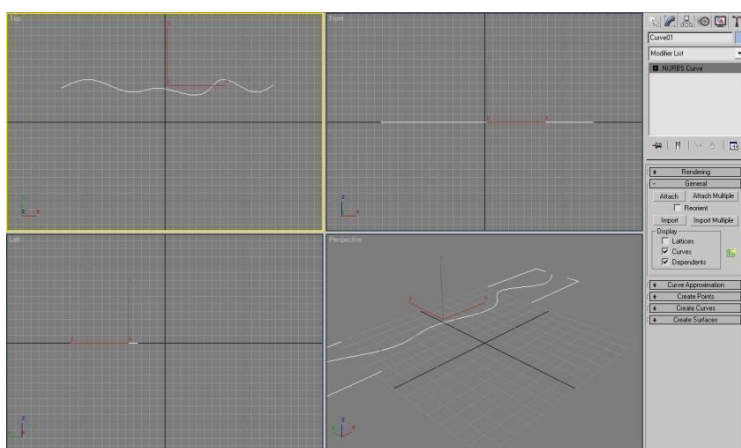 Top
Front
Left
Perspective
Curve01
Modifier List
NURBS Curve
+ Rendering
- General
Attach Attach Multiple
Reorient
Import Import Multiple
Display
Lattices
Curves
Dependents
+ Curve Approximation
+ Create Points
+ Create Curves
+ Create Surfaces